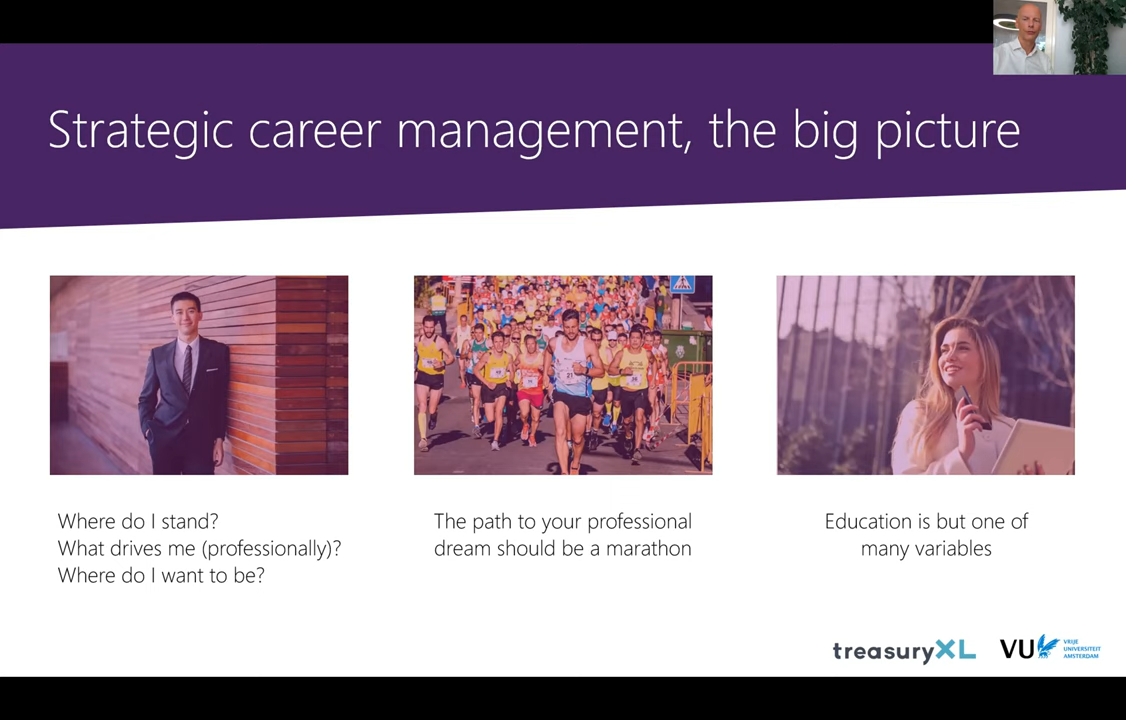 Strategic career management, the big picture
Where do I stand?
What drives me (professionally)?
Where do I want to be?
The path to your professional
dream should be a marathon
Education is but one of
many variables
treasuryXL
VU
VRIJE
UNIVERSITEIT
AMSTERDAM